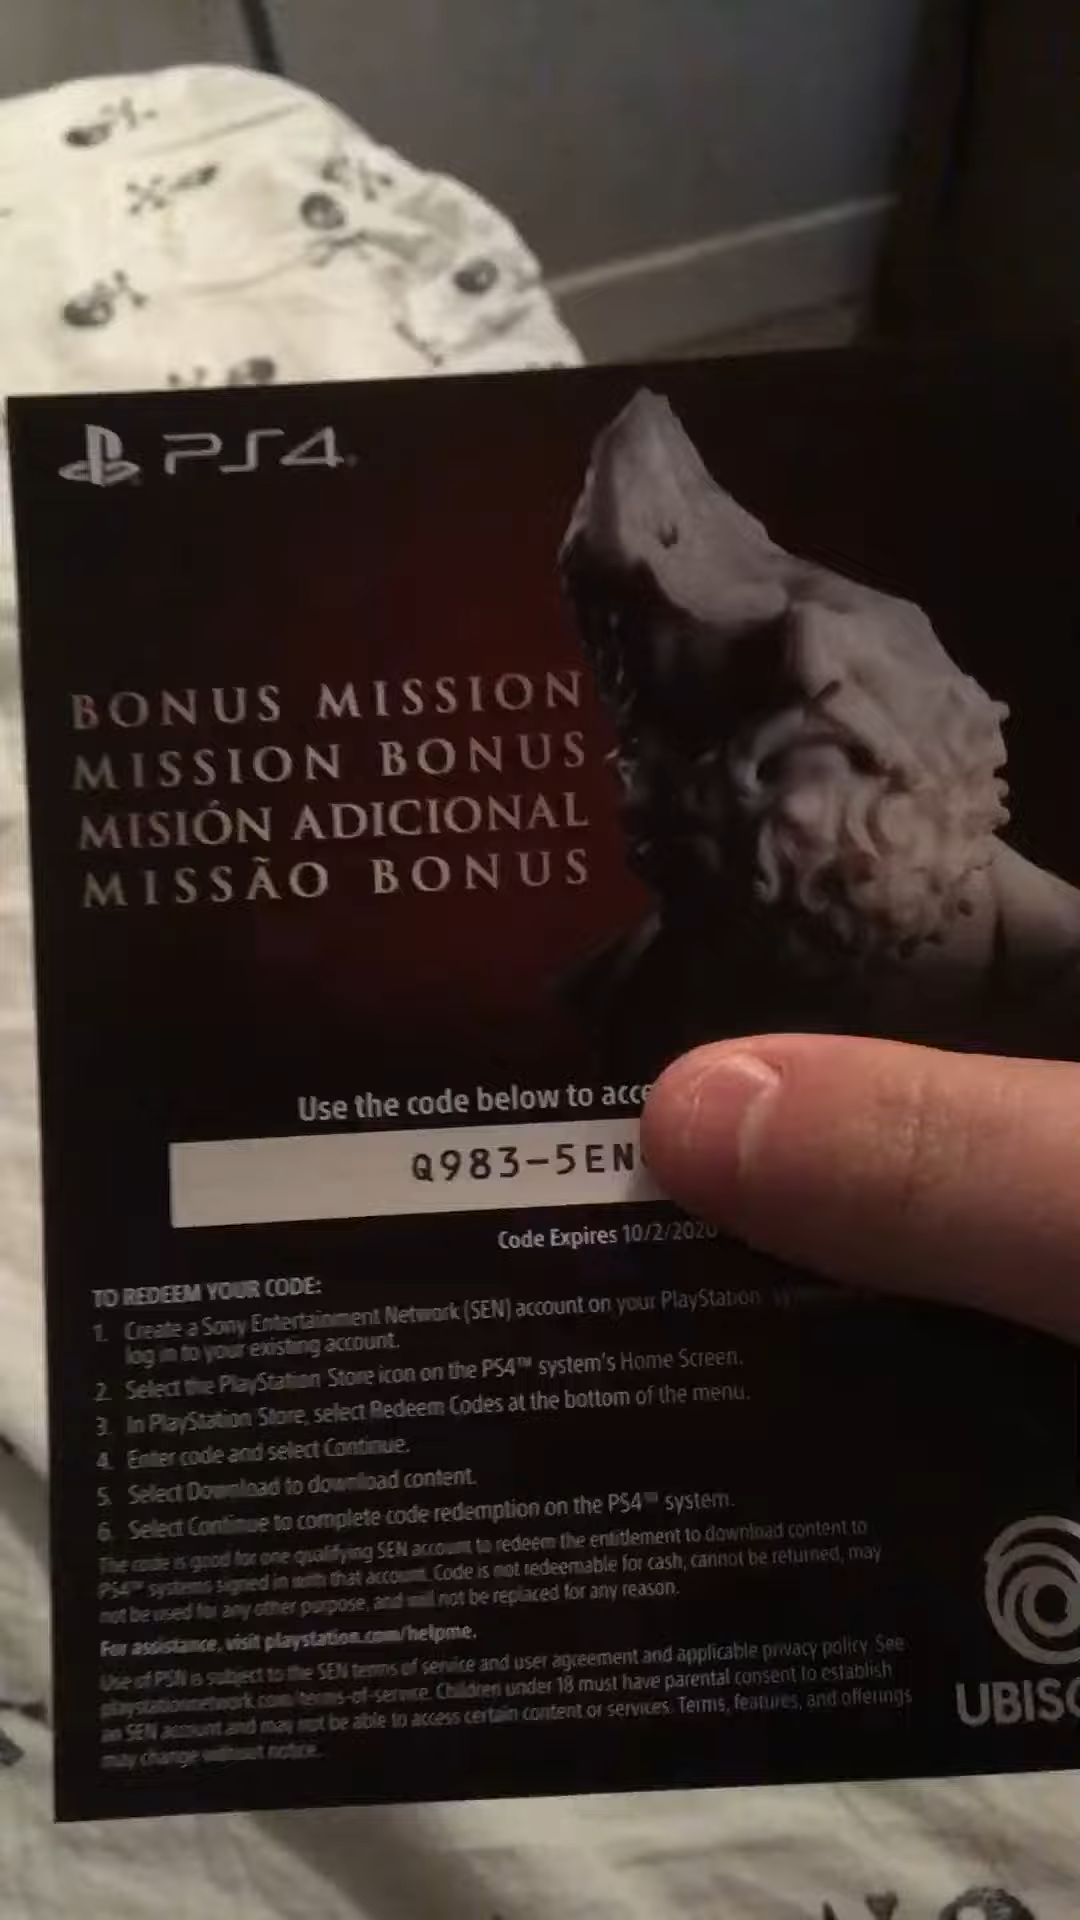 PS4
BONUS MISSION
MISSION BONUS
MISIÓN ADICIONAL
MISSÃO BONUS
Use the code below to acce
Q983-5EN
Code Expires 10/2/2020
TO REDEEM YOUR CODE:
1. Create a Sony Entertainment Network (SEN) account on your PlayStation
log in to your existing account.
2. Select the PlayStation Store icon on the PS4™ system's Home Screen.
3. In PlayStation Store, select Redeem Codes at the bottom of the menu.
4. Enter code and select Continue.
5. Select Download to download content.
6. Select Continue to complete code redemption on the PS4™ system.
The code is good for one qualifying SEN account to redeem the entitlement to download content to
PS4™ systems signed in with that account. Code is not redeemable for cash, cannot be returned, may
not be used for any other purpose, and will not be replaced for any reason.
For assistance, visit playstation.com/helpme.
Use of PSN is subject to the SEN terms of service and user agreement and applicable privacy policy. See
playstationnetwork.com/terms-of-service. Children under 18 must have parental consent to establish
an SEN account and may not be able to access certain content or services. Terms, features, and offerings
may change without notice.
UBISO